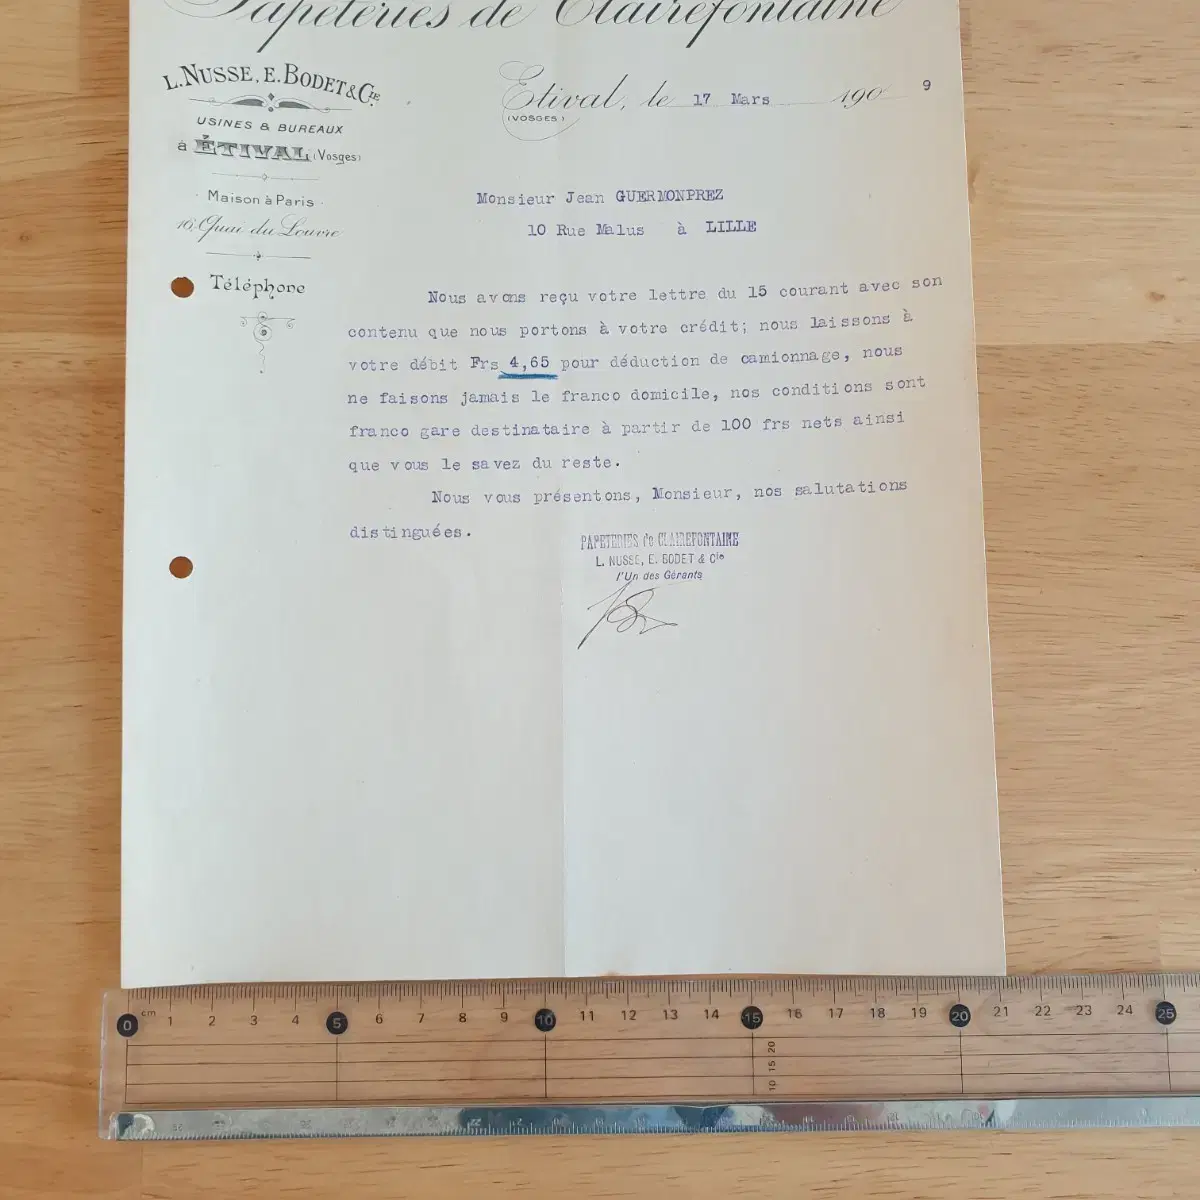 Papeteries de Clairefontaine
L. NUSSE, E. BODET & CIE
USINES & BUREAUX
à ÉTIVAL (Vosges)
Maison à Paris
16, Quai du Louvre
Téléphone
Etival, le 17 Mars 190 9
(VOSGES)
Monsieur Jean GUERMONPREZ
10 Rue Malus à LILLE
Nous avons reçu votre lettre du 15 courant avec son
contenu que nous portons à votre crédit; nous laissons à
votre débit Frs 4,65 pour déduction de camionnage, nous
ne faisons jamais le franco domicile, nos conditions sont
franco gare destinataire à partir de 100 frs nets ainsi
que vous le savez du reste.
Nous vous présentons, Monsieur, nos salutations
distinguées.
PAPETERIES de CLAIREFONTAINE
L. NUSSE, E. BODET & Cie
l'Un des Gérants
0 cm 1 2 3 4 5 6 7 8 9 10 11 12 13 14 15 16 17 18 19 20 21 22 23 24 25
10 15 20